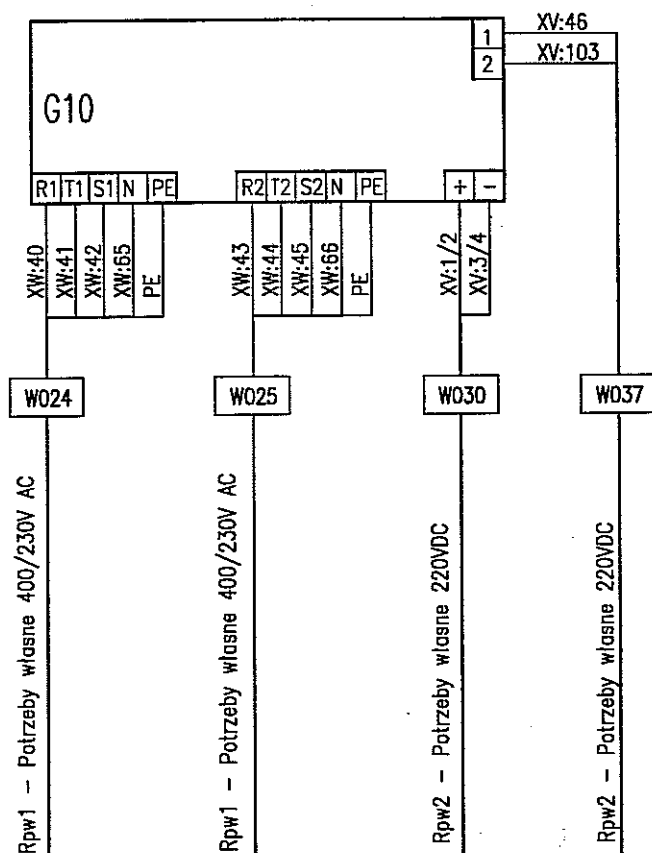 XV:46
1
XV:103
2
G10
R1 T1 S1 N PE
R2 T2 S2 N PE
+ -
XW:40
XW:41
XW:42
XW:65
PE
XW:43
XW:44
XW:45
XW:66
PE
XV:1/2
XV:3/4
W024
W025
W030
W037
Rpw1 – Potrzeby własne 400/230V AC
Rpw1 – Potrzeby własne 400/230V AC
Rpw2 – Potrzeby własne 220VDC
Rpw2 – Potrzeby własne 220VDC